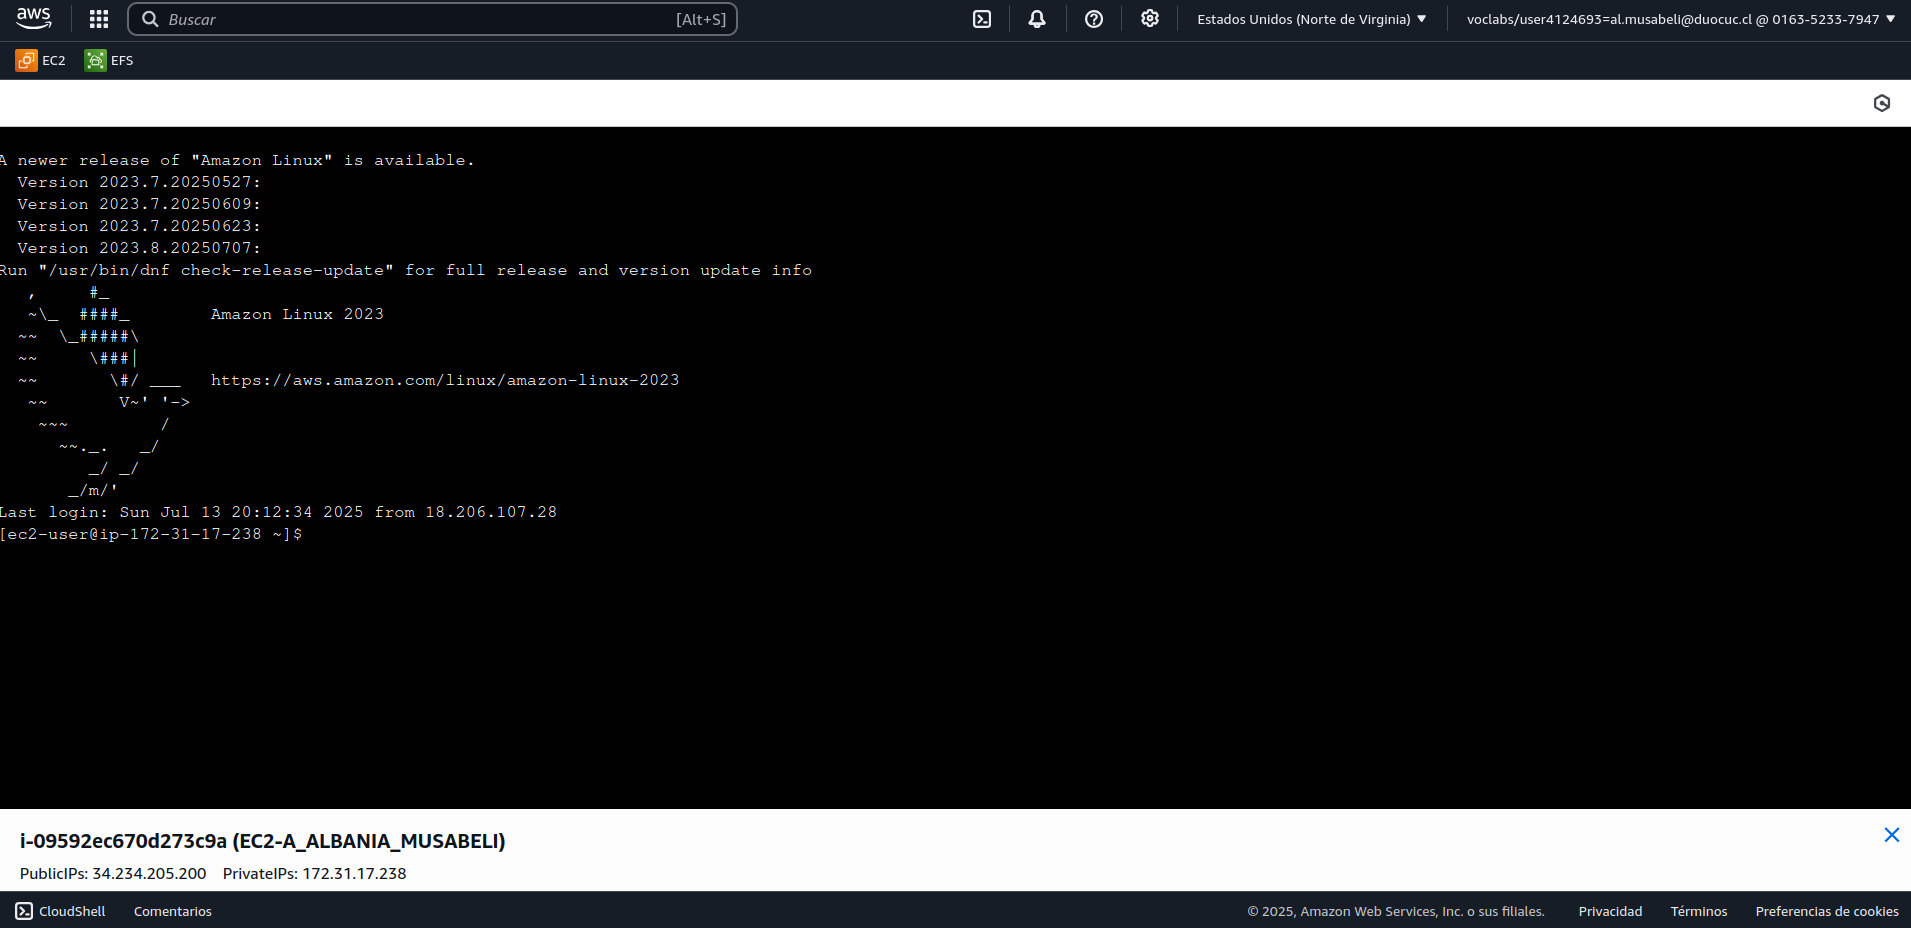 aws
Buscar [Alt+S] Estados Unidos (Norte de Virginia) voclabs/user4124693=al.musabeli@duocuc.cl @ 0163-5233-7947
EC2 EFS
A newer release of "Amazon Linux" is available.
  Version 2023.7.20250527:
  Version 2023.7.20250609:
  Version 2023.7.20250623:
  Version 2023.8.20250707:
Run "/usr/bin/dnf check-release-update" for full release and version update info
   ,     #_
   ~\_  ####_        Amazon Linux 2023
  ~~  \_#####\
  ~~     \###|
  ~~       \#/ ___   https://aws.amazon.com/linux/amazon-linux-2023
   ~~       V~' '->
    ~~~         /
      ~~._.   _/
         _/ _/
       _/m/'
Last login: Sun Jul 13 20:12:34 2025 from 18.206.107.28
[ec2-user@ip-172-31-17-238 ~]$
i-09592ec670d273c9a (EC2-A_ALBANIA_MUSABELI)
PublicIPs: 34.234.205.200 PrivateIPs: 172.31.17.238
CloudShell Comentarios © 2025, Amazon Web Services, Inc. o sus filiales. Privacidad Términos Preferencias de cookies